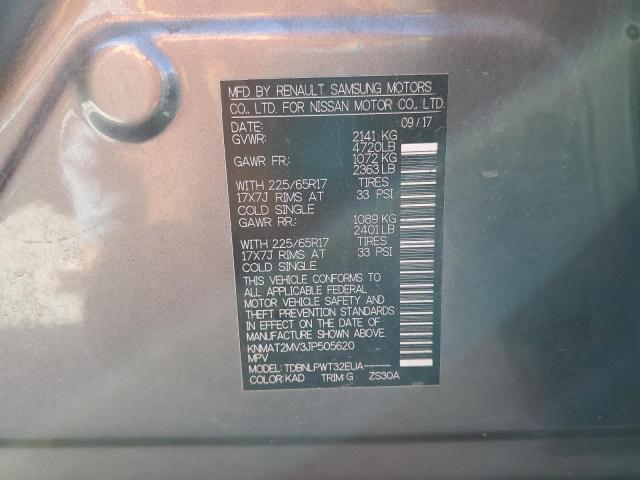 MFD BY RENAULT SAMSUNG MOTORS
CO., LTD. FOR NISSAN MOTOR CO., LTD.
DATE: 09/17
GVWR: 2141 KG
4720LB
GAWR FR: 1072 KG
2363 LB
WITH 225/65R17 TIRES
17X7J RIMS AT 33 PSI
COLD SINGLE
GAWR RR: 1089 KG
2401 LB
WITH 225/65R17 TIRES
17X7J RIMS AT 33 PSI
COLD SINGLE
THIS VEHICLE CONFORMS TO
ALL APPLICABLE FEDERAL
MOTOR VEHICLE SAFETY AND
THEFT PREVENTION STANDARDS
IN EFFECT ON THE DATE OF
MANUFACTURE SHOWN ABOVE
KNMAT2MV3JP505620
MPV
MODEL: TDBNLPWT32EUA------
COLOR:KAD TRIM:G ZS30A